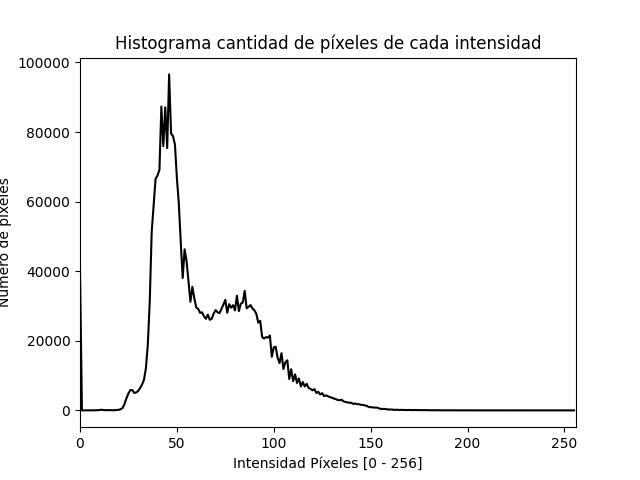 Histograma cantidad de píxeles de cada intensidad
100000
80000
60000
40000
20000
0
Número de píxeles
0 50 100 150 200 250
Intensidad Píxeles [0 - 256]